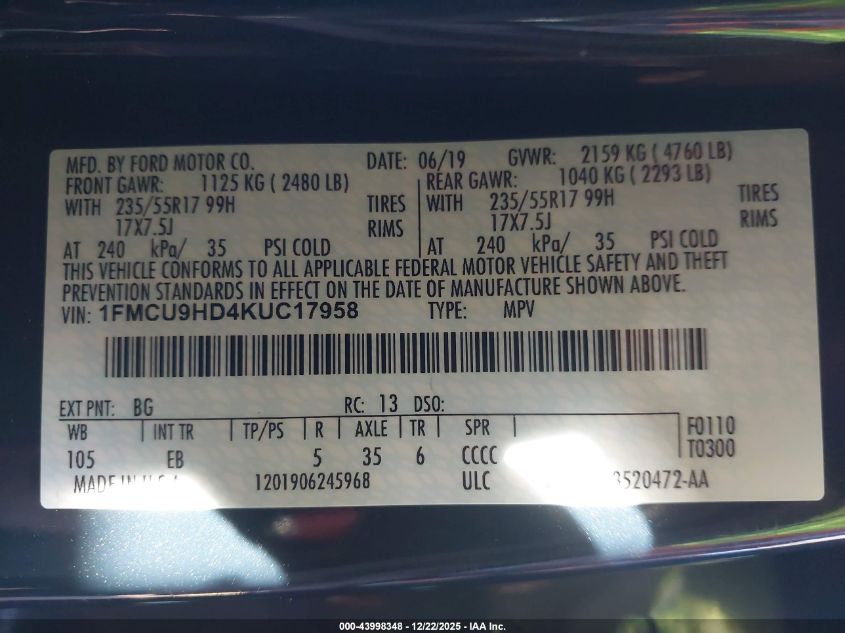 MFD. BY FORD MOTOR CO. DATE: 06/19 GVWR: 2159 KG ( 4760 LB)
FRONT GAWR: 1125 KG ( 2480 LB) REAR GAWR: 1040 KG ( 2293 LB)
WITH 235/55R17 99H TIRES WITH 235/55R17 99H TIRES
17X7.5J RIMS 17X7.5J RIMS
AT 240 kPa/ 35 PSI COLD AT 240 kPa/ 35 PSI COLD
THIS VEHICLE CONFORMS TO ALL APPLICABLE FEDERAL MOTOR VEHICLE SAFETY AND THEFT
PREVENTION STANDARDS IN EFFECT ON THE DATE OF MANUFACTURE SHOWN ABOVE.
VIN: 1FMCU9HD4KUC17958 TYPE: MPV
EXT PNT: BG RC: 13 DSO:
WB INT TR TP/PS R AXLE TR SPR F0110
105 EB 5 35 6 CCCC T0300
MADE IN 1201906245968 ULC 3520472-AA
000-43998348 - 12/22/2025 - IAA Inc.